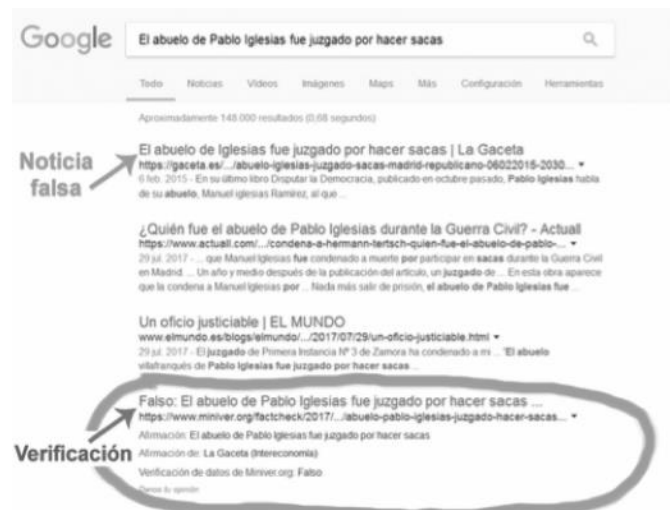 Google El abuelo de Pablo Iglesias fue juzgado por hacer sacas
Todo Noticias Vídeos Imágenes Maps Más Configuración Herramientas
Aproximadamente 148.000 resultados (0,68 segundos)
Noticia falsa
El abuelo de Iglesias fue juzgado por hacer sacas | La Gaceta
https://gaceta.es/.../abuelo-iglesias-juzgado-sacas-madrid-republicano-06022015-2030...
6 feb. 2015 - En su último libro Disputar la Democracia, publicado en octubre pasado, Pablo Iglesias habla
de su abuelo, Manuel iglesias Ramírez, al que ...
¿Quién fue el abuelo de Pablo Iglesias durante la Guerra Civil? - Actuall
https://www.actuall.com/.../condena-a-hermann-tertsch-quien-fue-el-abuelo-de-pablo-...
29 jul. 2017 - ... que Manuel Iglesias fue condenado a muerte por participar en sacas durante la Guerra Civil
en Madrid ... Un año y medio después de la publicación del artículo, un juzgado de ... En esta obra aparece
que la condena a Manuel Iglesias por ... Nada más salir de prisión, el abuelo de Pablo Iglesias fue ...
Un oficio justiciable | EL MUNDO
www.elmundo.es/blogs/elmundo/.../2017/07/29/un-oficio-justiciable.html
29 jul. 2017 - El juzgado de Primera Instancia Nº 3 de Zamora ha condenado a mi ... "El abuelo
villafranqués de Pablo Iglesias fue juzgado por hacer sacas ...
Verificación
Falso: El abuelo de Pablo Iglesias fue juzgado por hacer sacas ...
https://www.miniver.org/factcheck/2017/.../abuelo-pablo-iglesias-juzgado-hacer-sacas...
Afirmación: El abuelo de Pablo Iglesias fue juzgado por hacer sacas
Afirmación de: La Gaceta (Intereconomía)
Verificación de datos de Miniver.org: Falso
Danos tu opinión